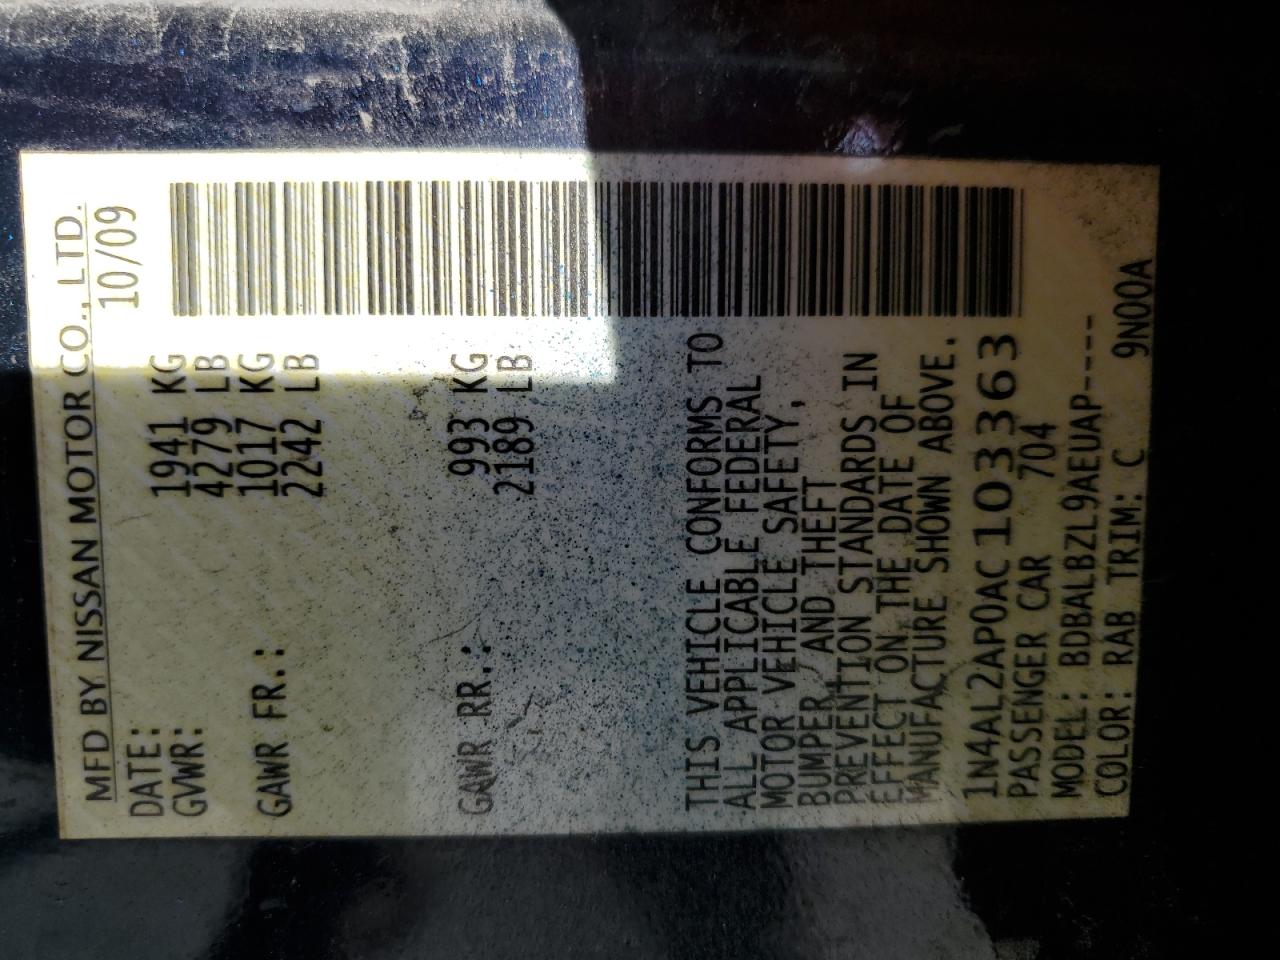 MFD BY NISSAN MOTOR CO., LTD.
DATE: 10/09
GVWR: 1941 KG
4279 LB
GAWR FR.: 1017 KG
2242 LB
GAWR RR.: 993 KG
2189 LB
THIS VEHICLE CONFORMS TO
ALL APPLICABLE FEDERAL
MOTOR VEHICLE SAFETY,
BUMPER, AND THEFT
PREVENTION STANDARDS IN
EFFECT ON THE DATE OF
MANUFACTURE SHOWN ABOVE.
1N4AL2AP0AC103363
PASSENGER CAR 704
MODEL: BDBALBZL9AEUAP----
COLOR: RAB TRIM: C 9N00A